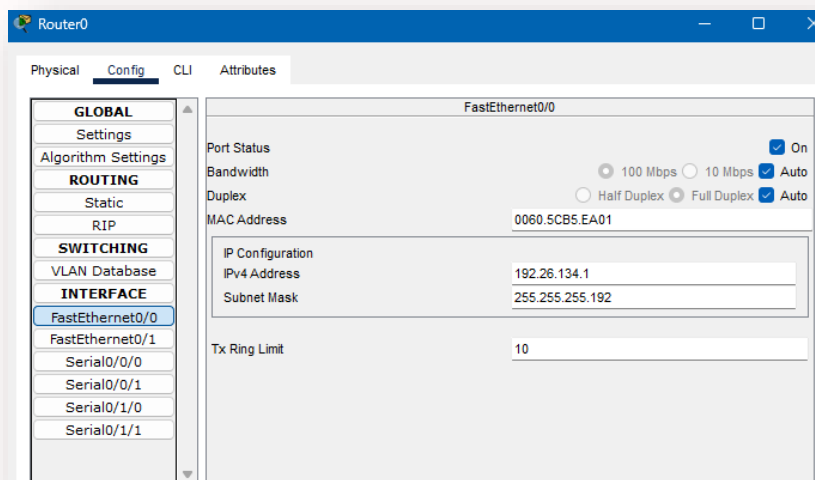 Router0
Physical Config CLI Attributes
GLOBAL
Settings
Algorithm Settings
ROUTING
Static
RIP
SWITCHING
VLAN Database
INTERFACE
FastEthernet0/0
FastEthernet0/1
Serial0/0/0
Serial0/0/1
Serial0/1/0
Serial0/1/1
FastEthernet0/0
Port Status On
Bandwidth 100 Mbps 10 Mbps Auto
Duplex Half Duplex Full Duplex Auto
MAC Address 0060.5CB5.EA01
IP Configuration
IPv4 Address 192.26.134.1
Subnet Mask 255.255.255.192
Tx Ring Limit 10